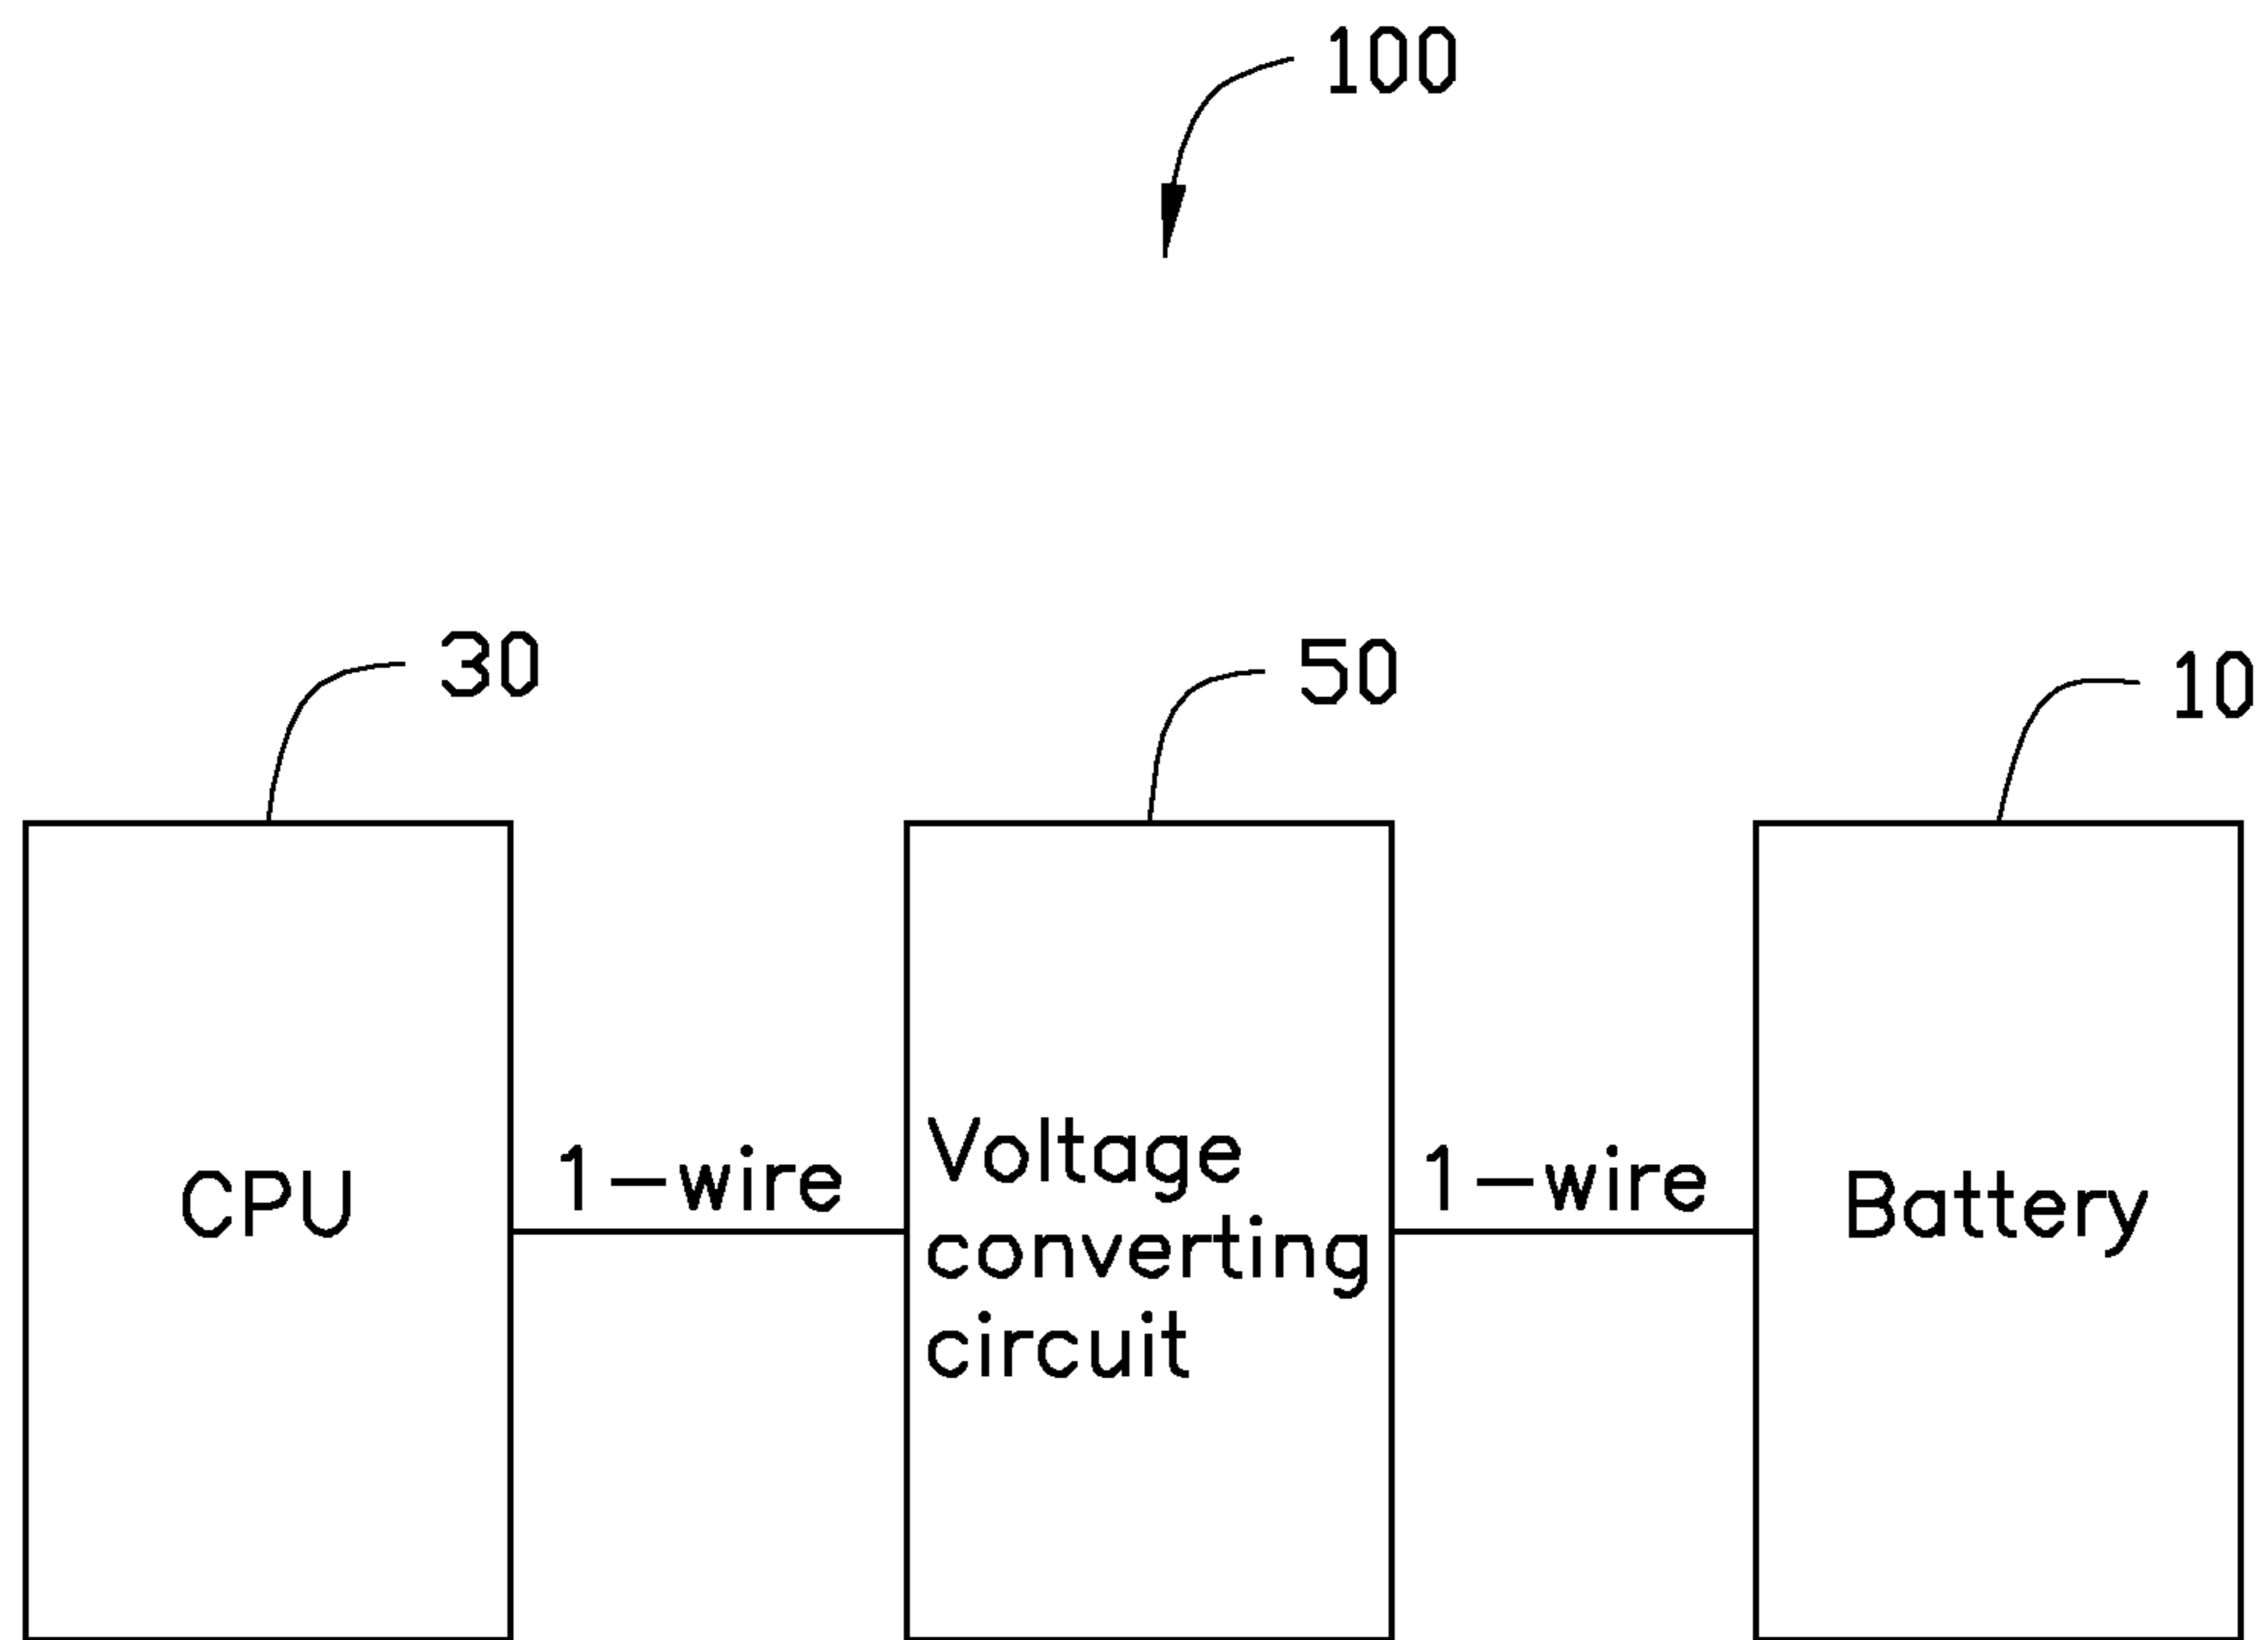 100
30
50
10
CPU
1-wire
Voltage
converting
circuit
1-wire
Battery